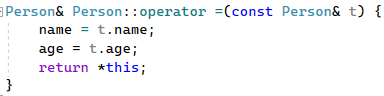 Person& Person::operator =(const Person& t) {
    name = t.name;
    age = t.age;
    return *this;
}